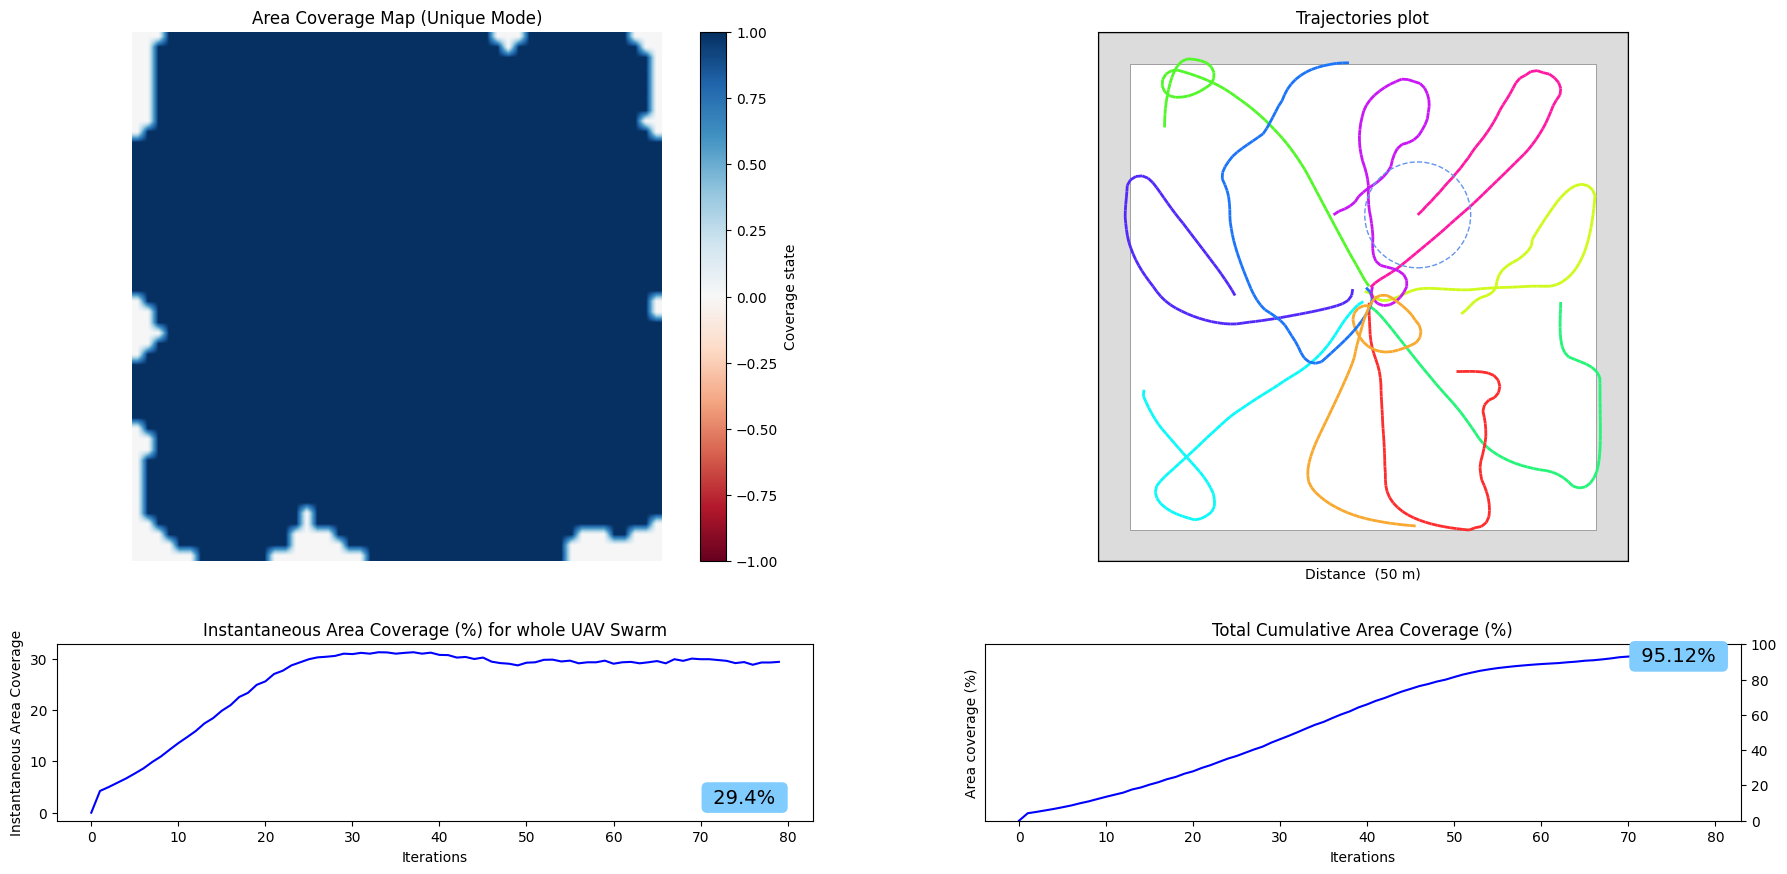 Area Coverage Map (Unique Mode)
1.00
0.75
0.50
0.25
0.00
−0.25
−0.50
−0.75
−1.00
Coverage state
Trajectories plot
Distance  (50 m)
Instantaneous Area Coverage (%) for whole UAV Swarm
Instantaneous Area Coverage
30
20
10
0
29.4%
0 10 20 30 40 50 60 70 80
Iterations
Total Cumulative Area Coverage (%)
Area coverage (%)
95.12%
100
80
60
40
20
0
0 10 20 30 40 50 60 70 80
Iterations